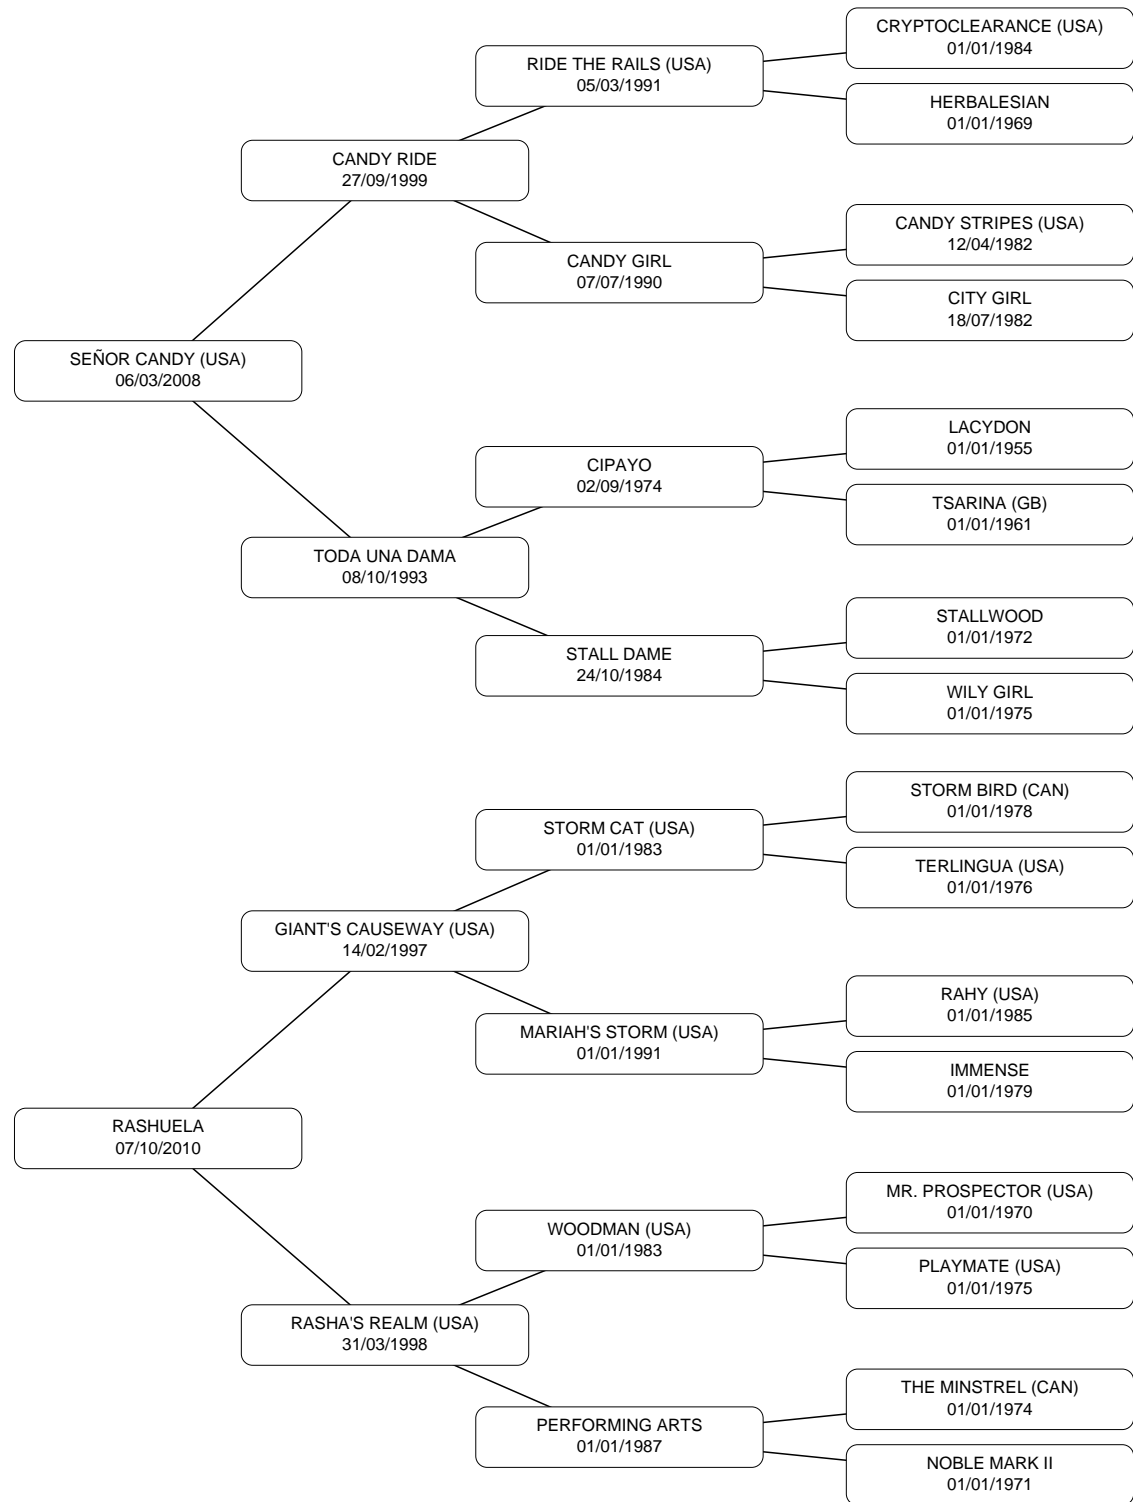 CRYPTOCLEARANCE (USA)
01/01/1984
RIDE THE RAILS (USA)
05/03/1991
HERBALESIAN
01/01/1969
CANDY RIDE
27/09/1999
CANDY STRIPES (USA)
12/04/1982
CANDY GIRL
07/07/1990
CITY GIRL
18/07/1982
SEÑOR CANDY (USA)
06/03/2008
LACYDON
01/01/1955
CIPAYO
02/09/1974
TSARINA (GB)
01/01/1961
TODA UNA DAMA
08/10/1993
STALLWOOD
01/01/1972
STALL DAME
24/10/1984
WILY GIRL
01/01/1975
STORM BIRD (CAN)
01/01/1978
STORM CAT (USA)
01/01/1983
TERLINGUA (USA)
01/01/1976
GIANT'S CAUSEWAY (USA)
14/02/1997
RAHY (USA)
01/01/1985
MARIAH'S STORM (USA)
01/01/1991
IMMENSE
01/01/1979
RASHUELA
07/10/2010
MR. PROSPECTOR (USA)
01/01/1970
WOODMAN (USA)
01/01/1983
PLAYMATE (USA)
01/01/1975
RASHA'S REALM (USA)
31/03/1998
THE MINSTREL (CAN)
01/01/1974
PERFORMING ARTS
01/01/1987
NOBLE MARK II
01/01/1971